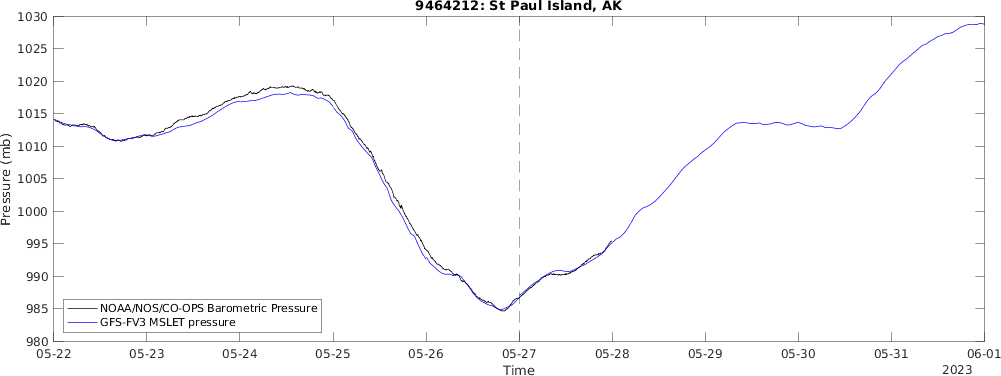 9464212: St Paul Island, AK
1030
1025
1020
1015
1010
1005
1000
995
990
985
980
Pressure (mb)
NOAA/NOS/CO-OPS Barometric Pressure
GFS-FV3 MSLET pressure
05-22 05-23 05-24 05-25 05-26 05-27 05-28 05-29 05-30 05-31 06-01
Time
2023